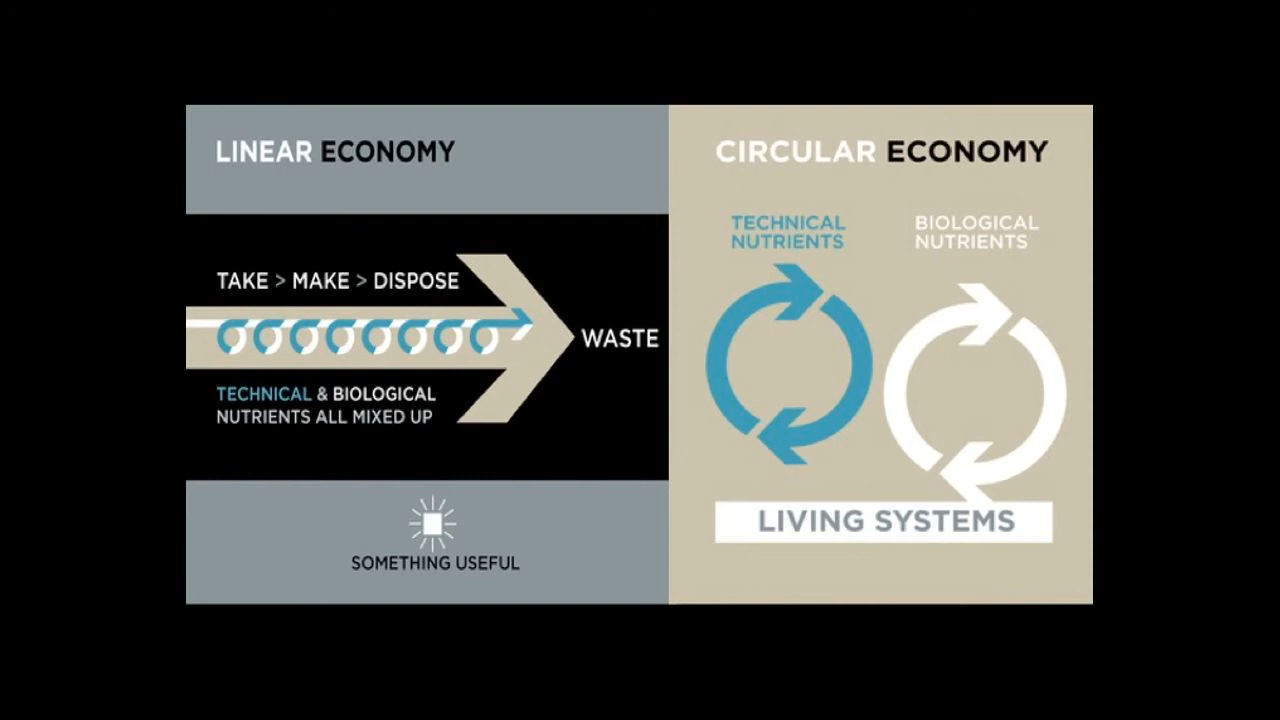 LINEAR ECONOMY
TAKE > MAKE > DISPOSE
WASTE
TECHNICAL & BIOLOGICAL
NUTRIENTS ALL MIXED UP
SOMETHING USEFUL
CIRCULAR ECONOMY
TECHNICAL
NUTRIENTS
BIOLOGICAL
NUTRIENTS
LIVING SYSTEMS